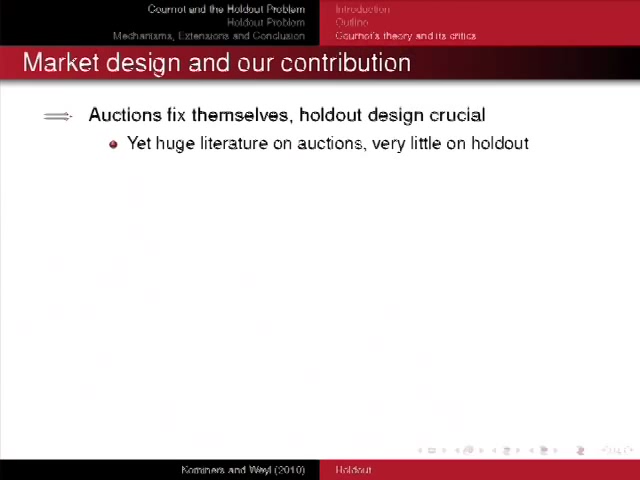 Cournot and the Holdout Problem
Holdout Problem
Mechanisms, Extensions and Conclusion
Introduction
Outline
Cournot's theory and its critics
Market design and our contribution
Auctions fix themselves, holdout design crucial
Yet huge literature on auctions, very little on holdout
Kominers and Weyl (2010)
Holdout